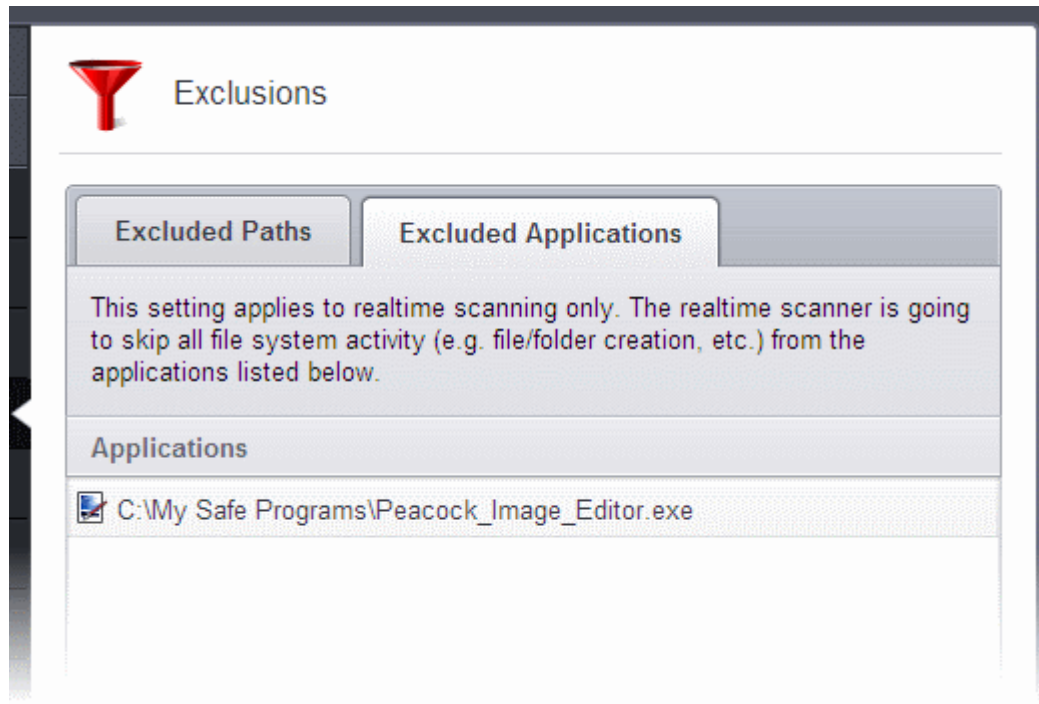 Exclusions
Excluded Paths
Excluded Applications
This setting applies to realtime scanning only. The realtime scanner is going
to skip all file system activity (e.g. file/folder creation, etc.) from the
applications listed below.
Applications
C:\My Safe Programs\Peacock_Image_Editor.exe